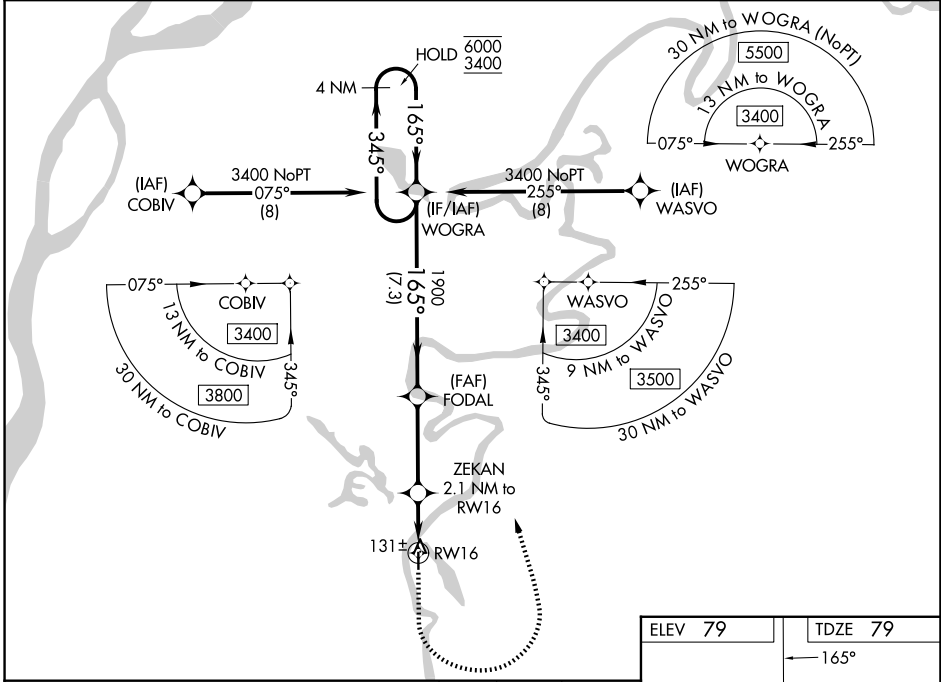 HOLD 6000
3400
4 NM
165°
345°
30 NM to WOGRA (NoPT)
5500
13 NM to WOGRA
3400
075°
255°
WOGRA
(IAF)
COBIV
3400 NoPT
075°
(8)
(IF/IAF)
WOGRA
3400 NoPT
255°
(8)
(IAF)
WASVO
1900
165°
(7.3)
075°
COBIV
3400
13 NM to COBIV
345°
3800
30 NM to COBIV
WASVO
255°
3400
9 NM to WASVO
345°
3500
30 NM to WASVO
(FAF)
FODAL
ZEKAN
2.1 NM to
RW16
131±
RW16
ELEV 79
TDZE 79
165°